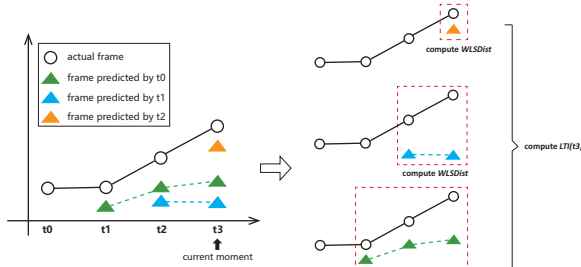 actual frame
frame predicted by t0
frame predicted by t1
frame predicted by t2
t0 t1 t2 t3
current moment
compute WLSDist
compute WLSDist
compute LTI(t3,